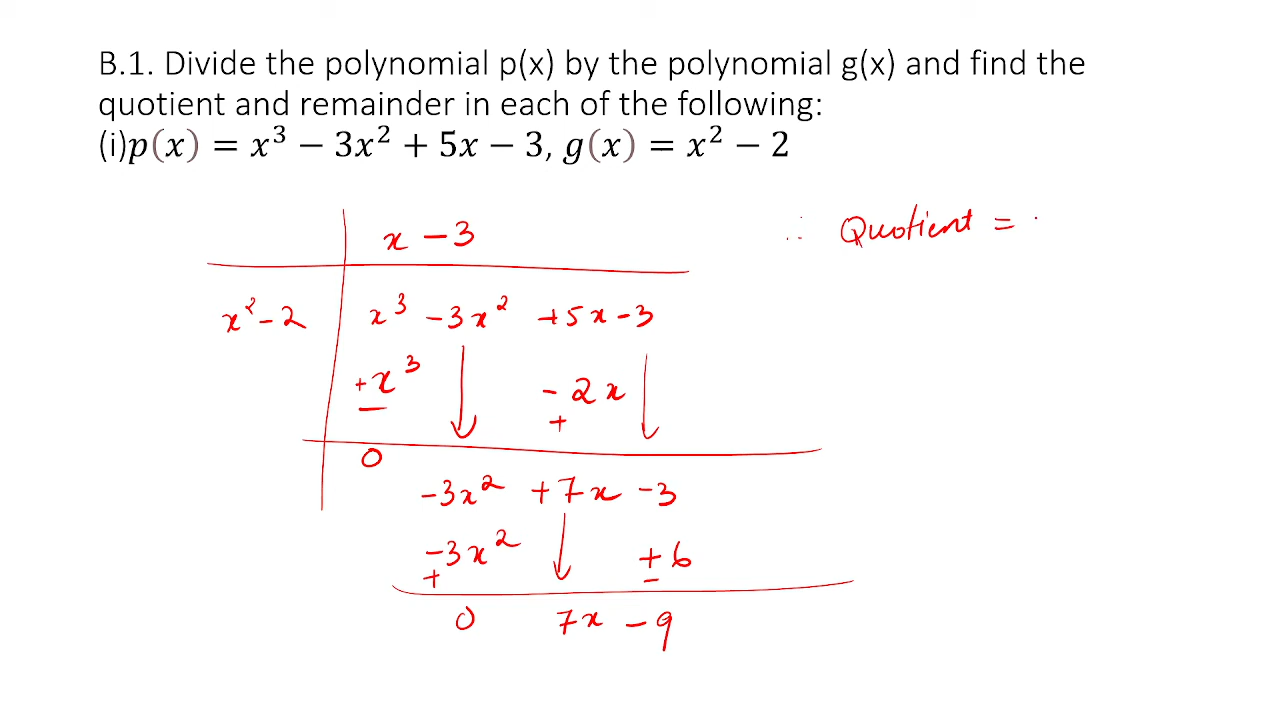 B.1. Divide the polynomial p(x) by the polynomial g(x) and find the
quotient and remainder in each of the following:
(i)p(x) = x³ − 3x² + 5x − 3, g(x) = x² − 2
x − 3
∴ Quotient =
x² − 2 x³ − 3x² + 5x − 3
+x³ − 2x
− +
0
−3x² + 7x − 3
−3x² + 6
+ −
0 7x − 9